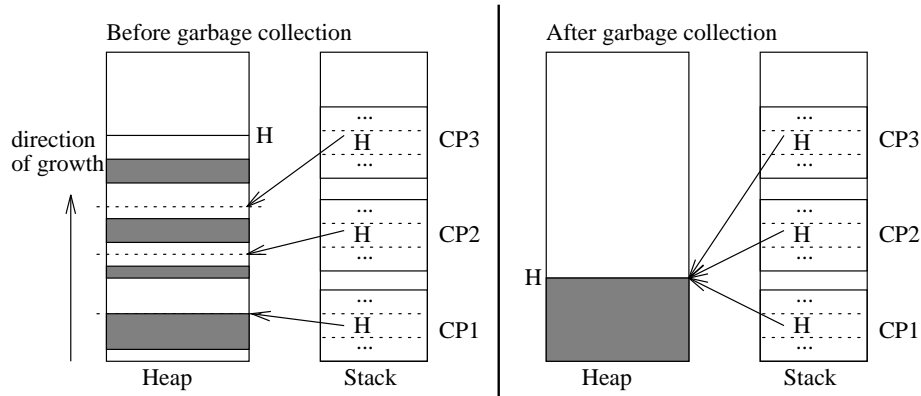 Before garbage collection
H
direction
of growth
...
H
...
CP3
...
H
...
CP2
...
H
...
CP1
Heap
Stack
After garbage collection
H
...
H
...
CP3
...
H
...
CP2
...
H
...
CP1
Heap
Stack